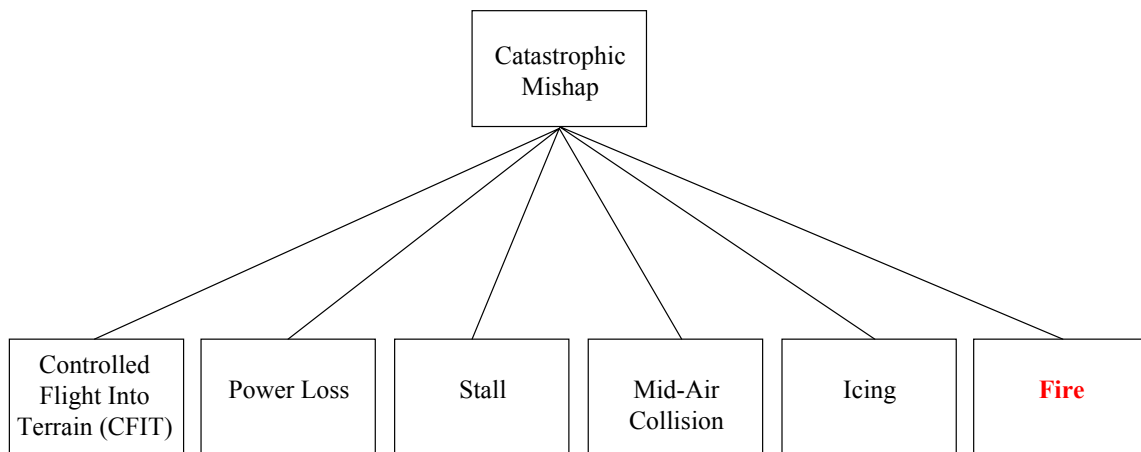 Catastrophic
Mishap
Controlled
Flight Into
Terrain (CFIT)
Power Loss
Stall
Mid-Air
Collision
Icing
Fire